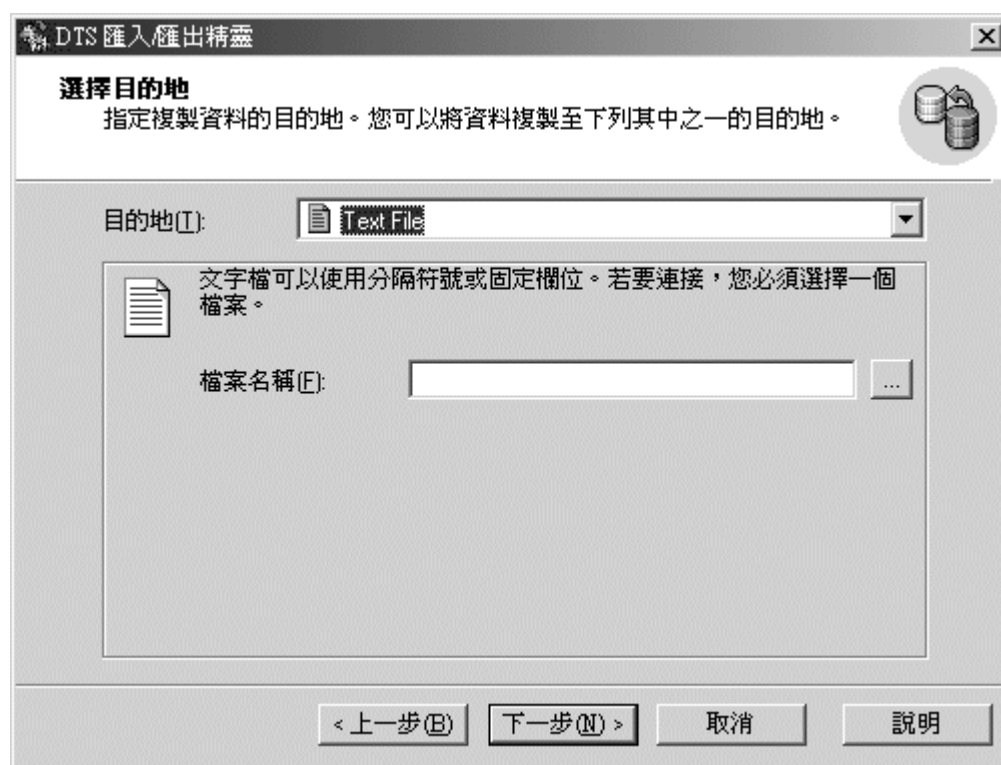 DTS 匯入/匯出精靈
選擇目的地
指定複製資料的目的地。您可以將資料複製至下列其中之一的目的地。
目的地(T):
Text File
文字檔可以使用分隔符號或固定欄位。若要連接，您必須選擇一個
檔案。
檔案名稱(F):
...
<上一步(B)
下一步(N) >
取消
說明